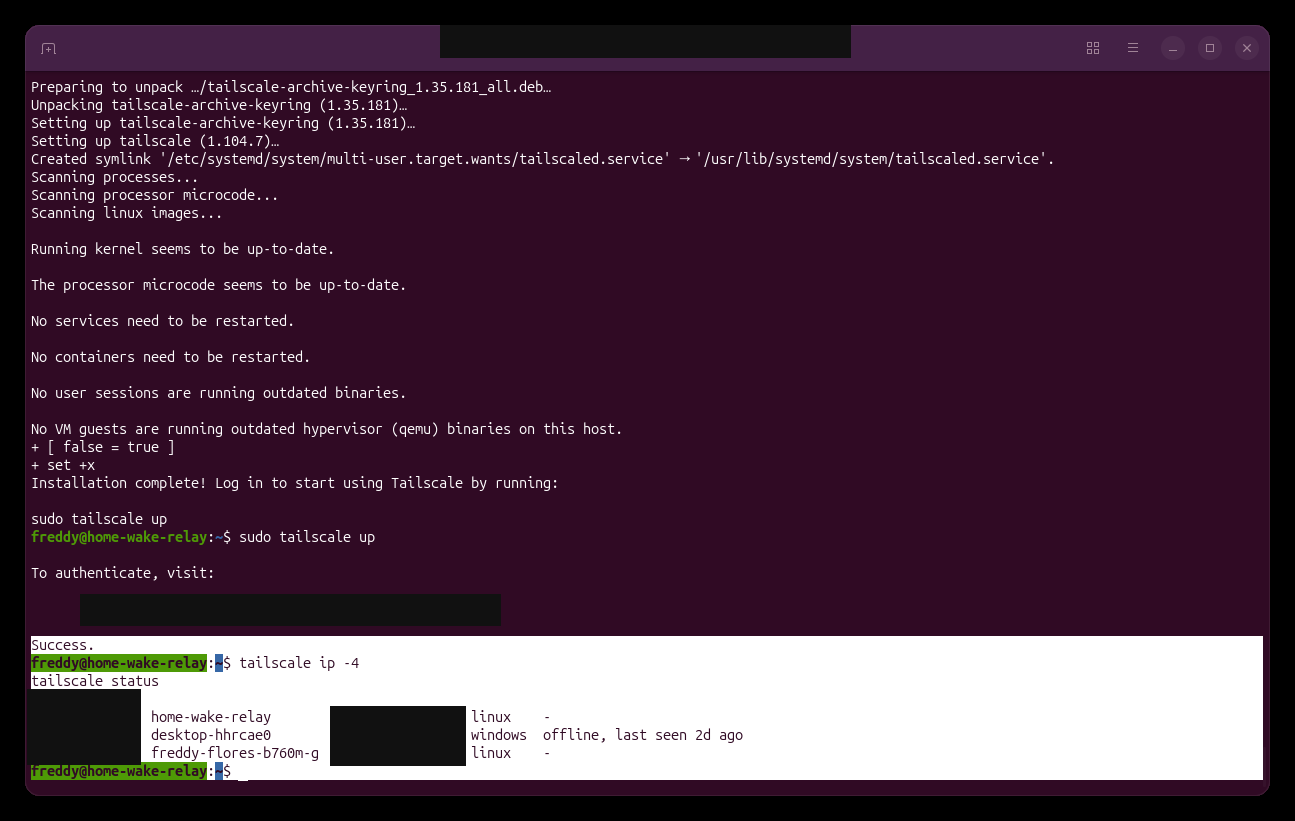 Preparing to unpack …/tailscale-archive-keyring_1.35.181_all.deb…
Unpacking tailscale-archive-keyring (1.35.181)…
Setting up tailscale-archive-keyring (1.35.181)…
Setting up tailscale (1.104.7)…
Created symlink '/etc/systemd/system/multi-user.target.wants/tailscaled.service' → '/usr/lib/systemd/system/tailscaled.service'.
Scanning processes...
Scanning processor microcode...
Scanning linux images...
Running kernel seems to be up-to-date.
The processor microcode seems to be up-to-date.
No services need to be restarted.
No containers need to be restarted.
No user sessions are running outdated binaries.
No VM guests are running outdated hypervisor (qemu) binaries on this host.
+ [ false = true ]
+ set +x
Installation complete! Log in to start using Tailscale by running:
sudo tailscale up
freddy@home-wake-relay:~$ sudo tailscale up
To authenticate, visit:
Success.
freddy@home-wake-relay:~$ tailscale ip -4
tailscale status
home-wake-relay linux -
desktop-hhrcae0 windows offline, last seen 2d ago
freddy-flores-b760m-g linux -
freddy@home-wake-relay:~$